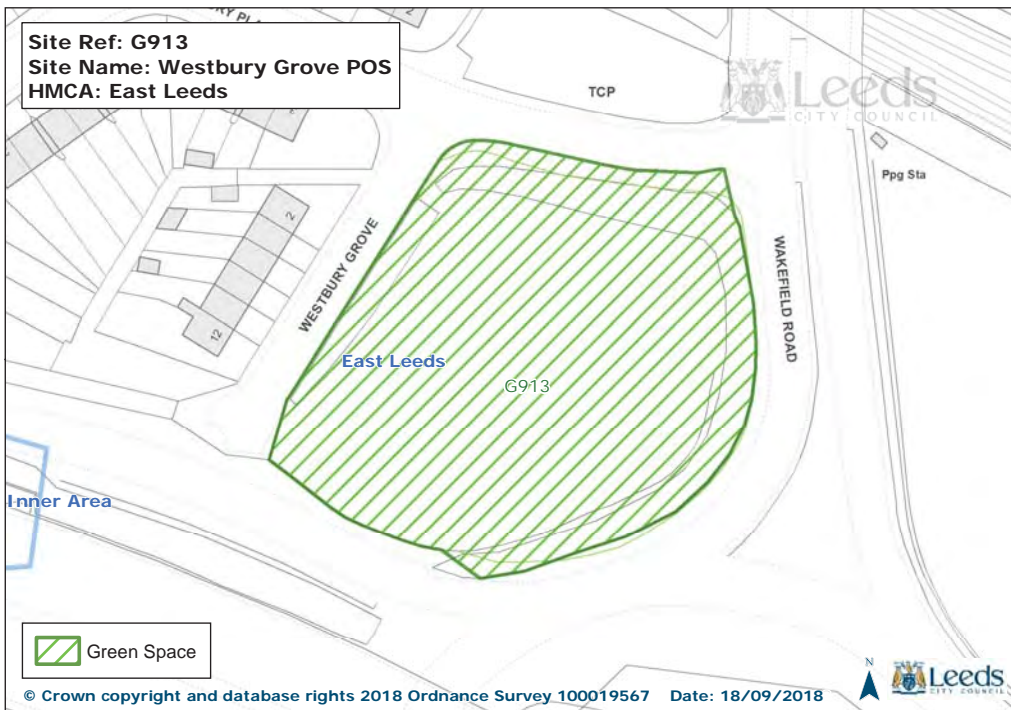 Site Ref: G913
Site Name: Westbury Grove POS
HMCA: East Leeds
2
TCP
Leeds
CITY COUNCIL
Ppg Sta
2
WESTBURY GROVE
WAKEFIELD ROAD
12
East Leeds
G913
Inner Area
Green Space
N
Leeds
CITY COUNCIL
© Crown copyright and database rights 2018 Ordnance Survey 100019567 Date: 18/09/2018